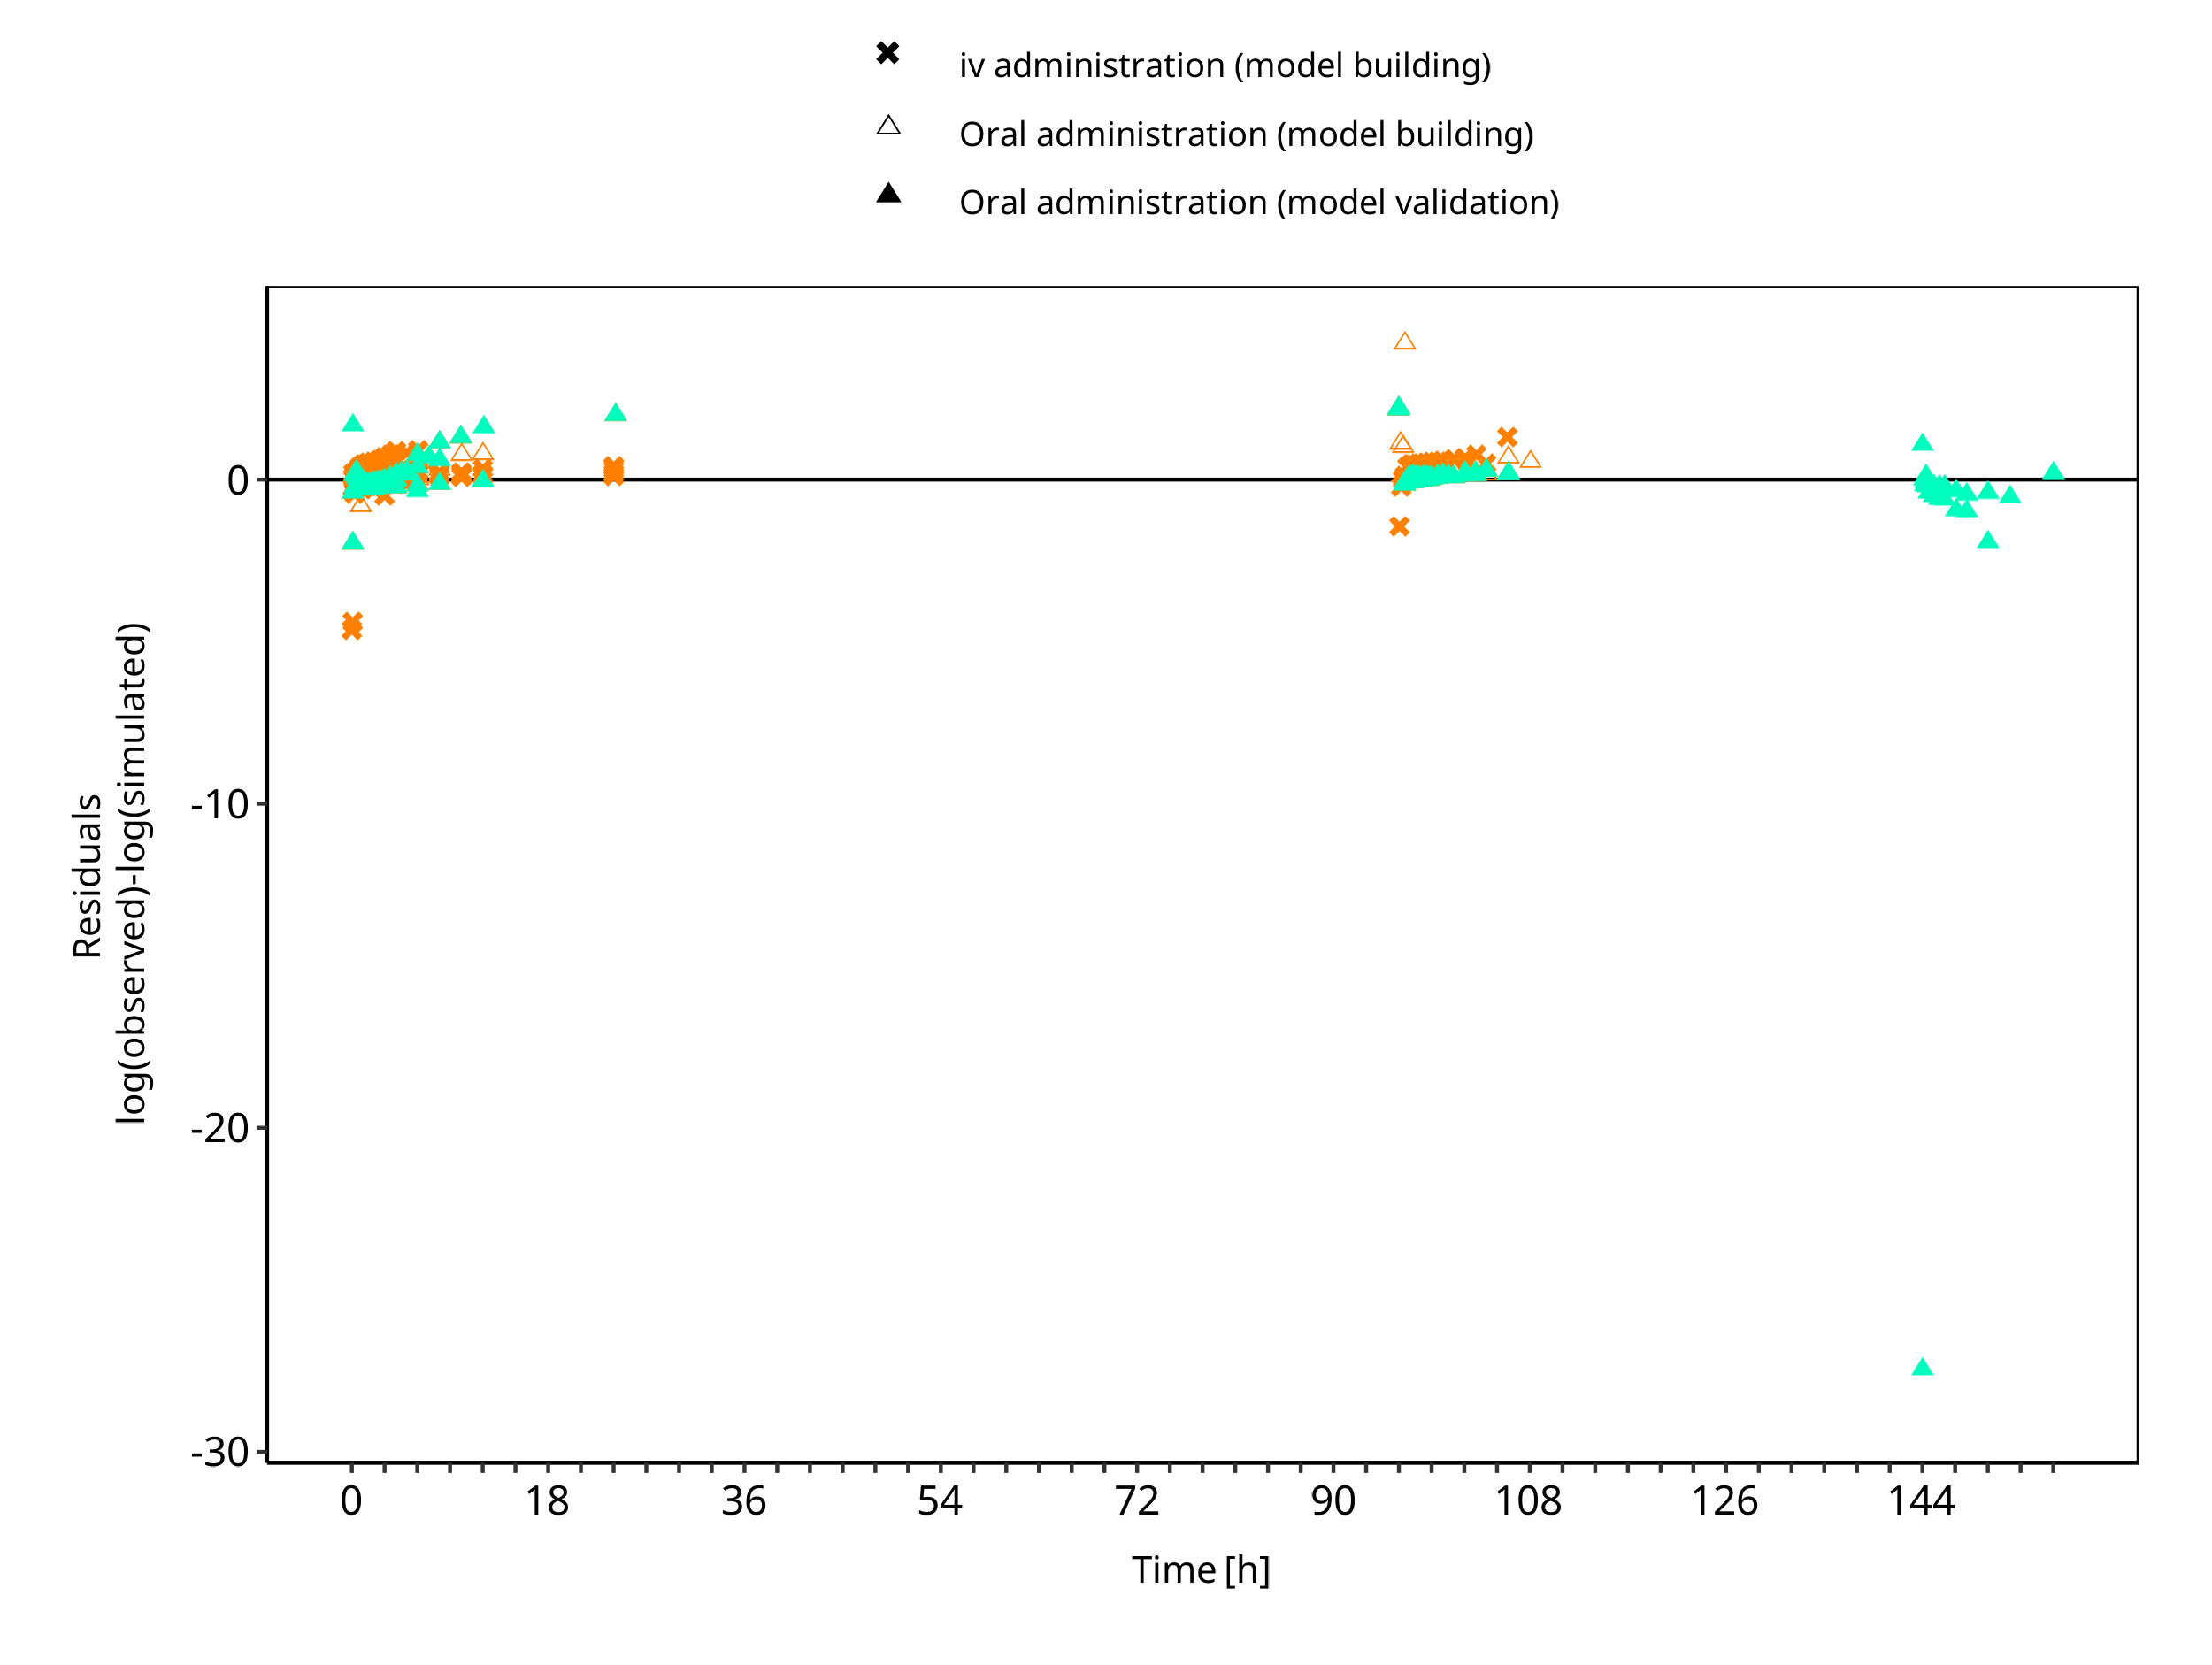 iv administration (model building)
Oral administration (model building)
Oral administration (model validation)
Residuals
log(observed)-log(simulated)
0
-10
-20
-30
0 18 36 54 72 90 108 126 144
Time [h]